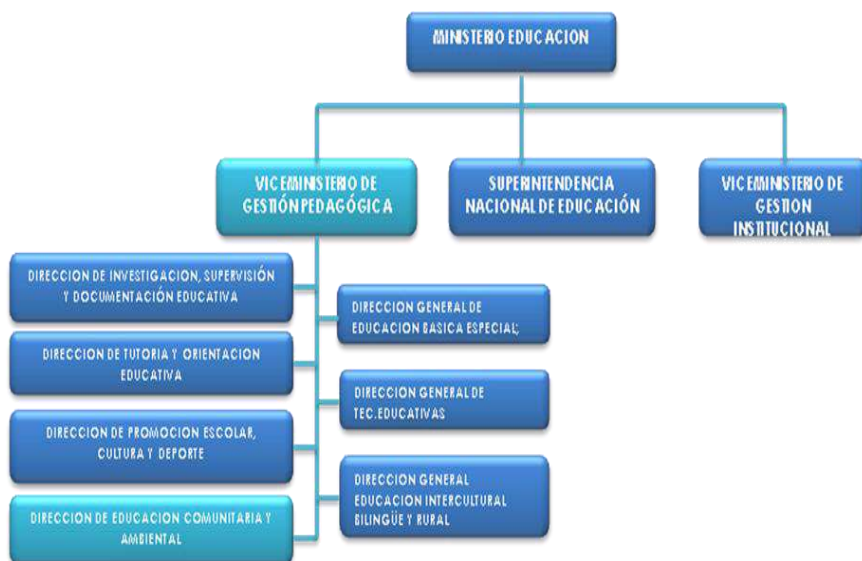 MINISTERIO EDUCACION
VICEMINISTERIO DE
GESTIÓN PEDAGÓGICA
SUPERINTENDENCIA
NACIONAL DE EDUCACIÓN
VICEMINISTERIO DE
GESTION
INSTITUÇIONAL
DIRECCION DE INVESTIGACION, SUPERVISIÓN
Y DOCUMENTACIÓN EDUCATIVA
DIRECCION DE TUTORIA Y ORIENTACION
EDUCATIVA
DIRECCION DE PROMOCION ESCOLAR,
CULTURA Y DEPORTE
DIRECCION DE EDUCACION COMUNITARIA Y
AMBIENTAL
DIRECCION GENERAL DE
EDUCACION BASICA ESPECIAL;
DIRECCION GENERAL DE
TEC.EDUCATIVAS
DIRECCION GENERAL
EDUCACION INTERCULTURAL
BILINGÜE Y RURAL